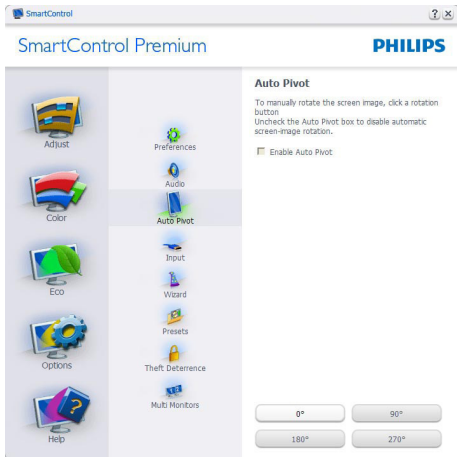 SmartControl
? x
SmartControl Premium
PHILIPS
Adjust
Color
Eco
Options
Help
?
Preferences
Audio
Auto Pivot
Input
Wizard
Presets
Theft Deterrence
Multi Monitors
Auto Pivot
To manually rotate the screen image, click a rotation
button
Uncheck the Auto Pivot box to disable automatic
screen-image rotation.
Enable Auto Pivot
0°
90°
180°
270°